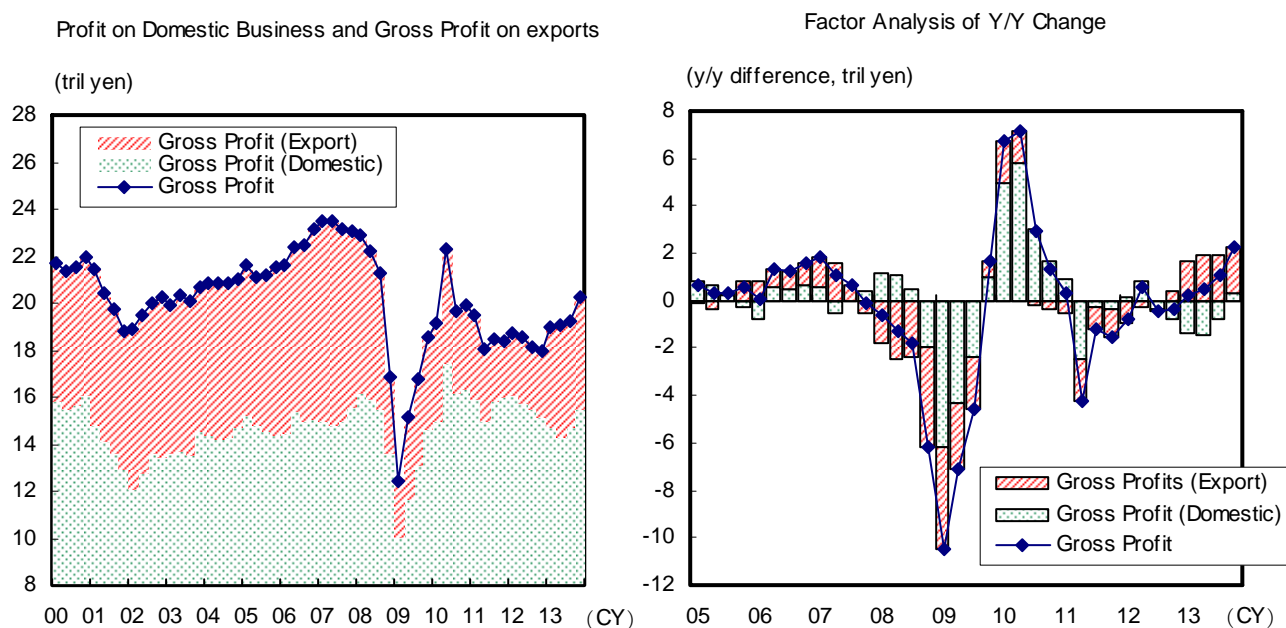 Profit on Domestic Business and Gross Profit on exports
(tril yen)
28
26
24
22
20
18
16
14
12
10
8
Gross Profit (Export)
Gross Profit (Domestic)
Gross Profit
00 01 02 03 04 05 06 07 08 09 10 11 12 13 (CY)
Factor Analysis of Y/Y Change
(y/y difference, tril yen)
8
6
4
2
0
-2
-4
-6
-8
-10
-12
Gross Profits (Export)
Gross Profit (Domestic)
Gross Profit
05 06 07 08 09 10 11 12 13 (CY)